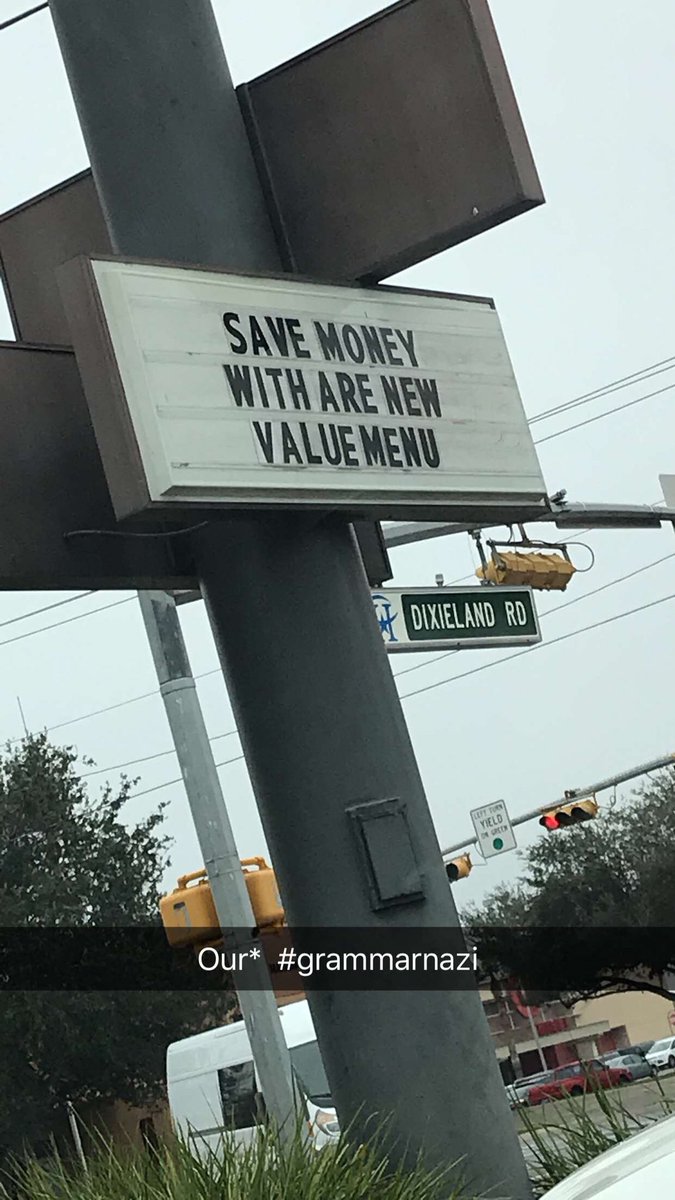 SAVE MONEY
WITH ARE NEW
VALUE MENU
DIXIELAND RD
LEFT TURN
YIELD
ON GREEN
Our* #grammarnazi